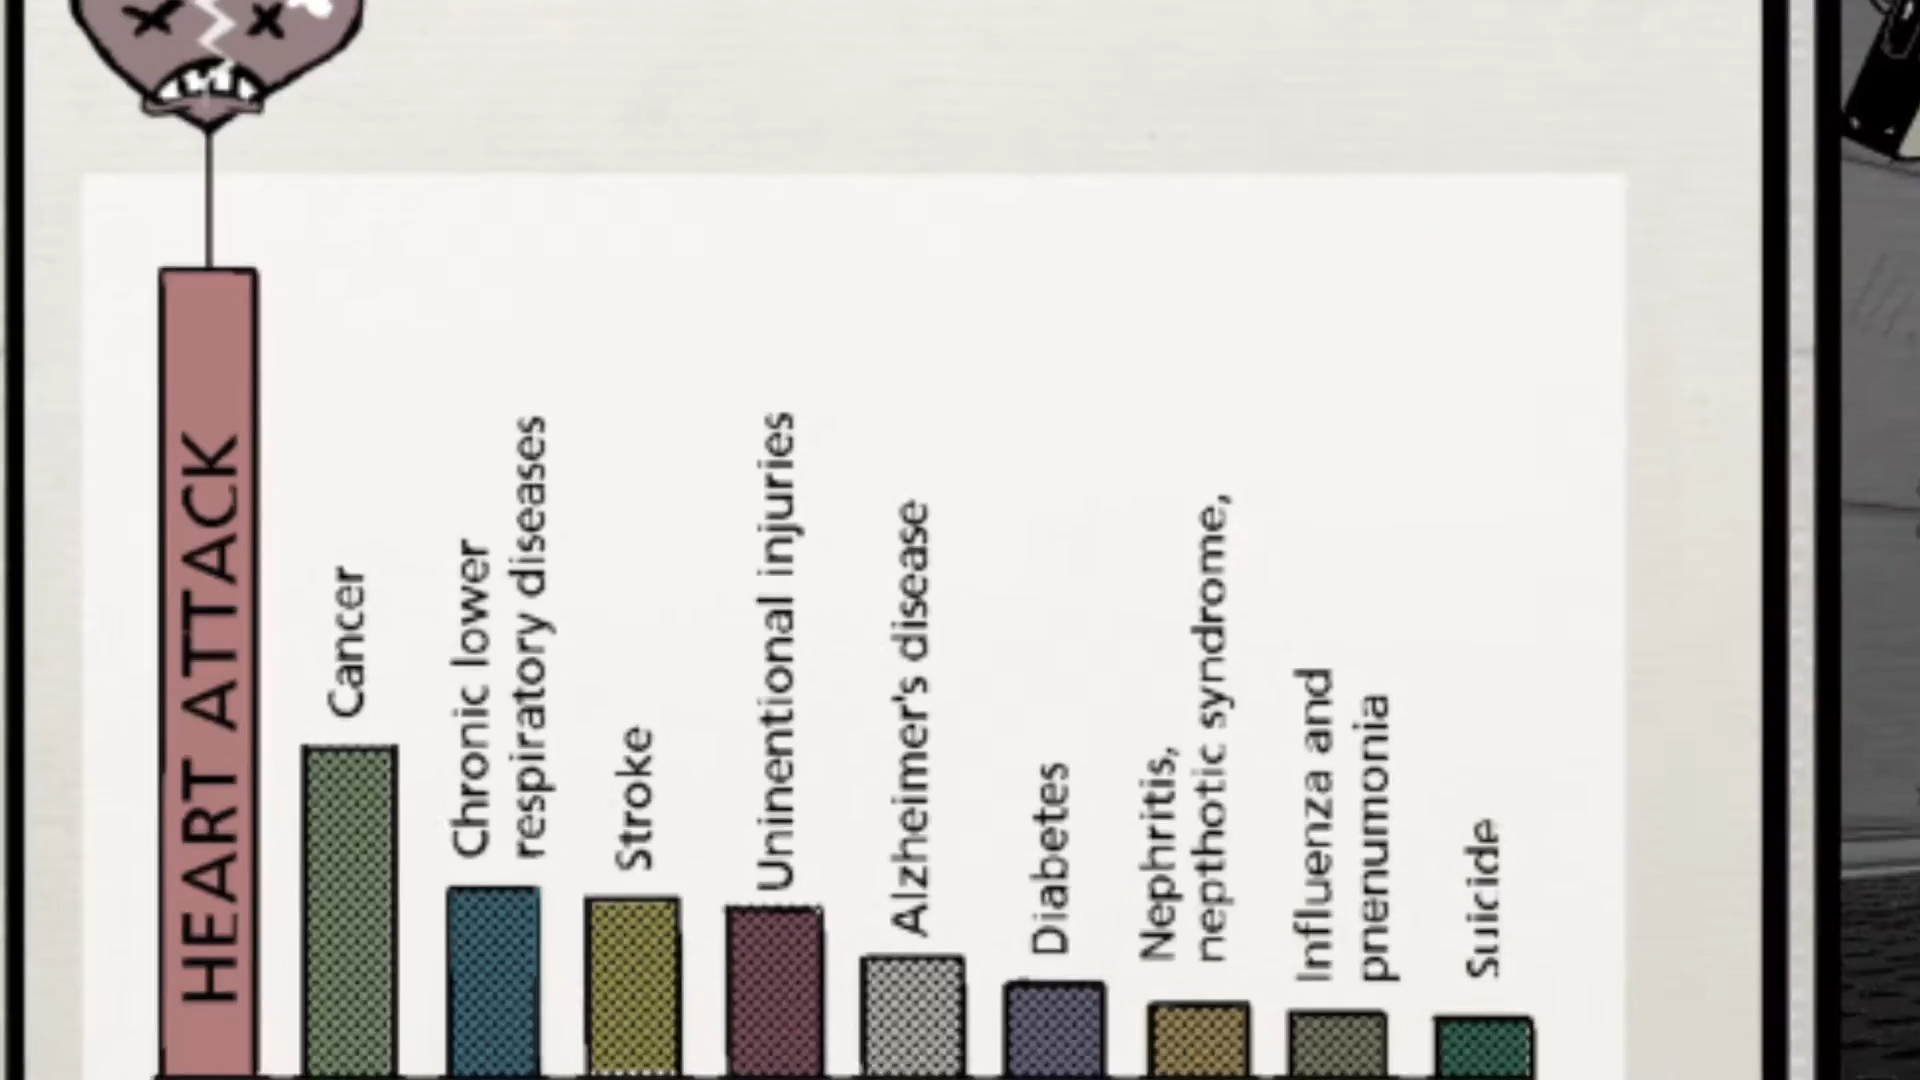 HEART ATTACK
Cancer
Chronic lower
respiratory diseases
Stroke
Uninentional injuries
Alzheimer's disease
Diabetes
Nephritis,
nepthotic syndrome,
Influenza and
pnenumonia
Suicide